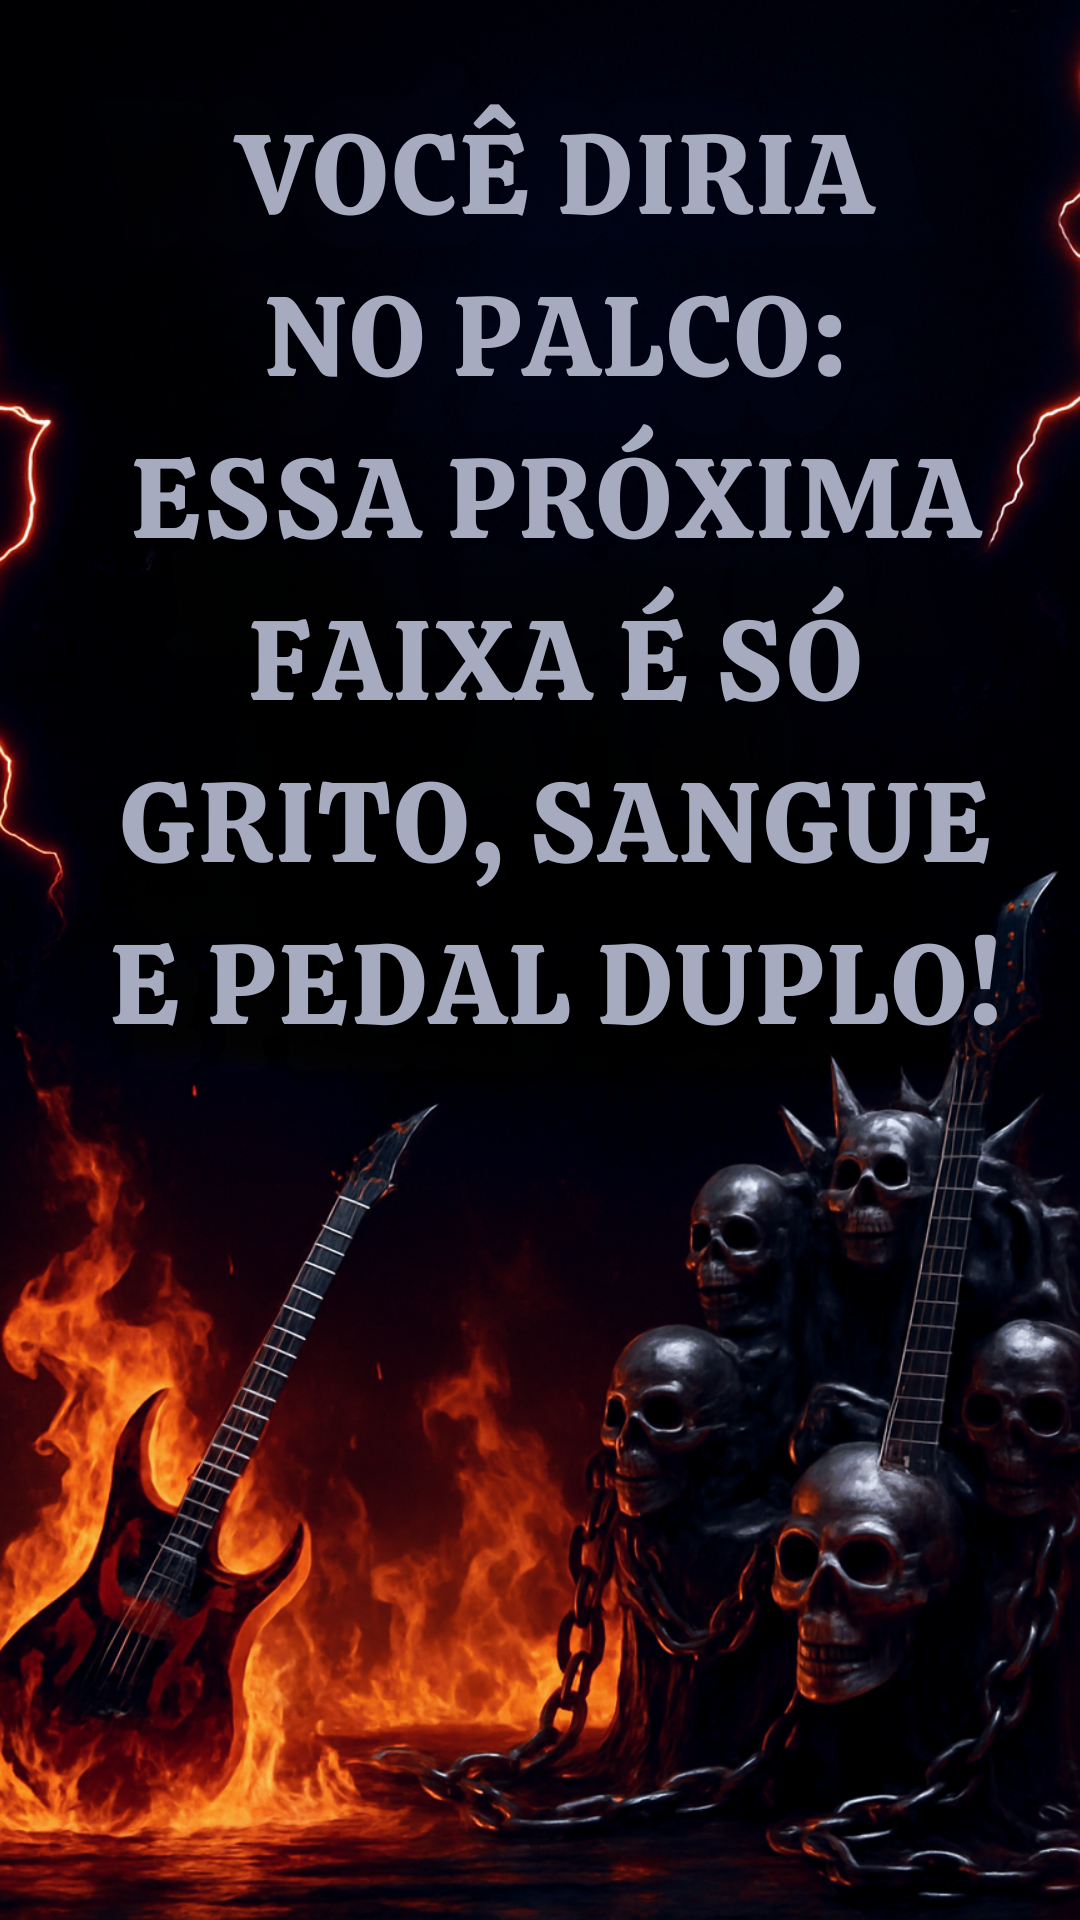 VOCÊ DIRIA
NO PALCO:
ESSA PRÓXIMA
FAIXA É SÓ
GRITO, SANGUE
E PEDAL DUPLO!